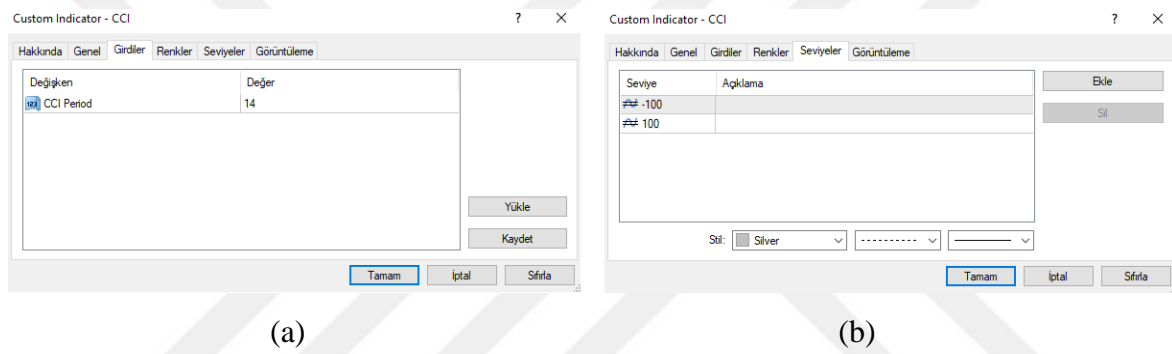 Custom Indicator - CCI ? ×
Hakkında Genel Girdiler Renkler Seviyeler Görüntüleme
Değişken Değer
123 CCI Period 14
Yükle
Kaydet
Tamam İptal Sıfırla
(a)
Custom Indicator - CCI ? ×
Hakkında Genel Girdiler Renkler Seviyeler Görüntüleme
Seviye Açıklama
-100
100
Ekle
Sil
Stil: Silver
Tamam İptal Sıfırla
(b)